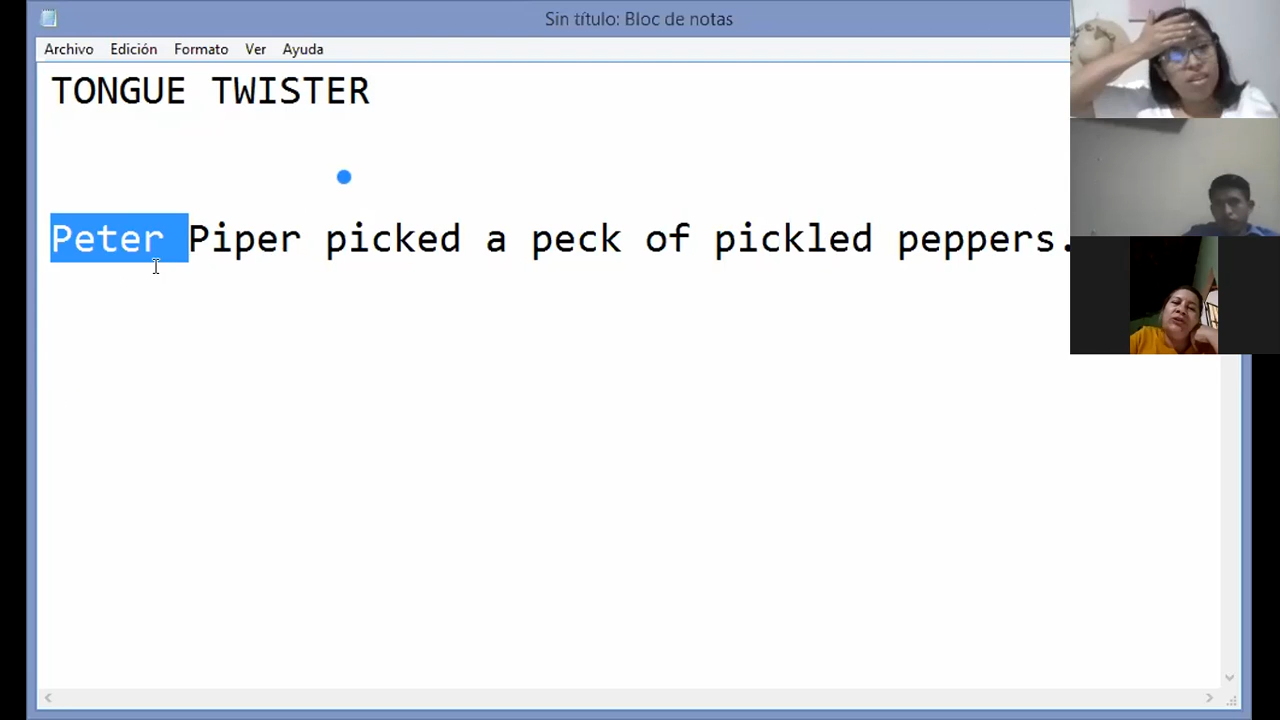 Sin título: Bloc de notas
Archivo Edición Formato Ver Ayuda
TONGUE TWISTER
Peter Piper picked a peck of pickled peppers.